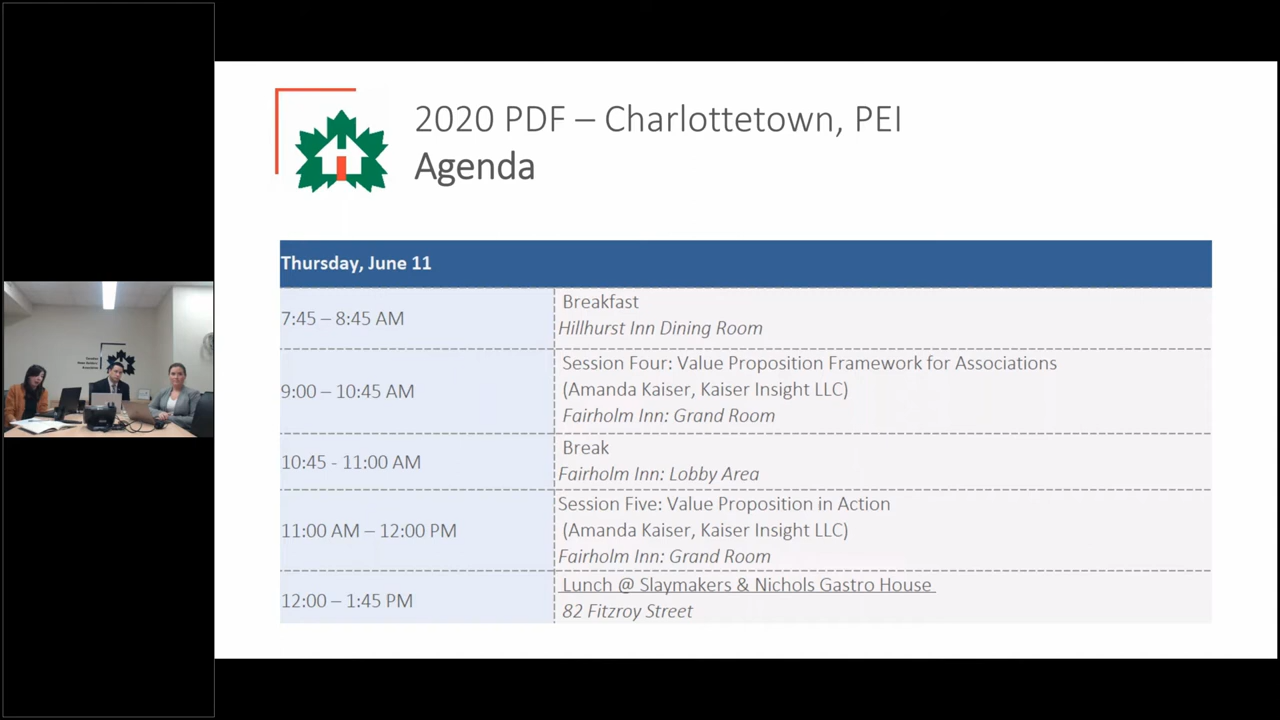 2020 PDF – Charlottetown, PEI
Agenda
Thursday, June 11
7:45 – 8:45 AM
Breakfast
Hillhurst Inn Dining Room
9:00 – 10:45 AM
Session Four: Value Proposition Framework for Associations
(Amanda Kaiser, Kaiser Insight LLC)
Fairholm Inn: Grand Room
10:45 - 11:00 AM
Break
Fairholm Inn: Lobby Area
11:00 AM – 12:00 PM
Session Five: Value Proposition in Action
(Amanda Kaiser, Kaiser Insight LLC)
Fairholm Inn: Grand Room
12:00 – 1:45 PM
Lunch @ Slaymakers & Nichols Gastro House
82 Fitzroy Street